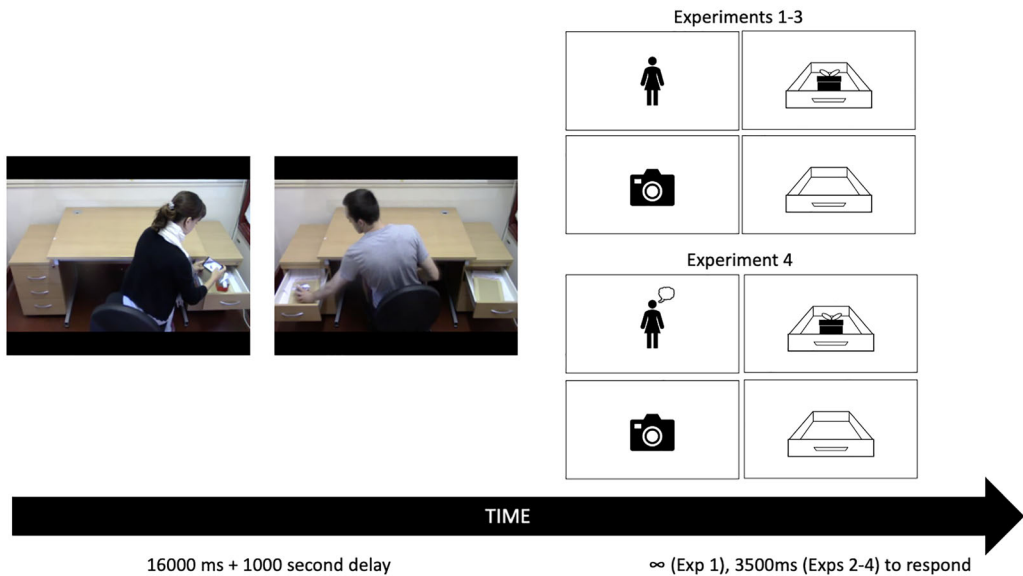 Experiments 1-3
Experiment 4
TIME
16000 ms + 1000 second delay
∞ (Exp 1), 3500ms (Exps 2-4) to respond